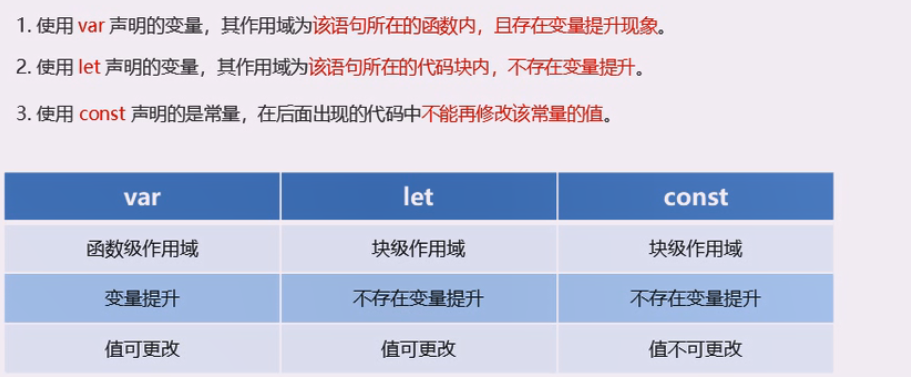 1. 使用 var 声明的变量，其作用域为该语句所在的函数内，且存在变量提升现象。
2. 使用 let 声明的变量，其作用域为该语句所在的代码块内，不存在变量提升。
3. 使用 const 声明的是常量，在后面出现的代码中不能再修改该常量的值。
var let const
函数级作用域 块级作用域 块级作用域
变量提升 不存在变量提升 不存在变量提升
值可更改 值可更改 值不可更改